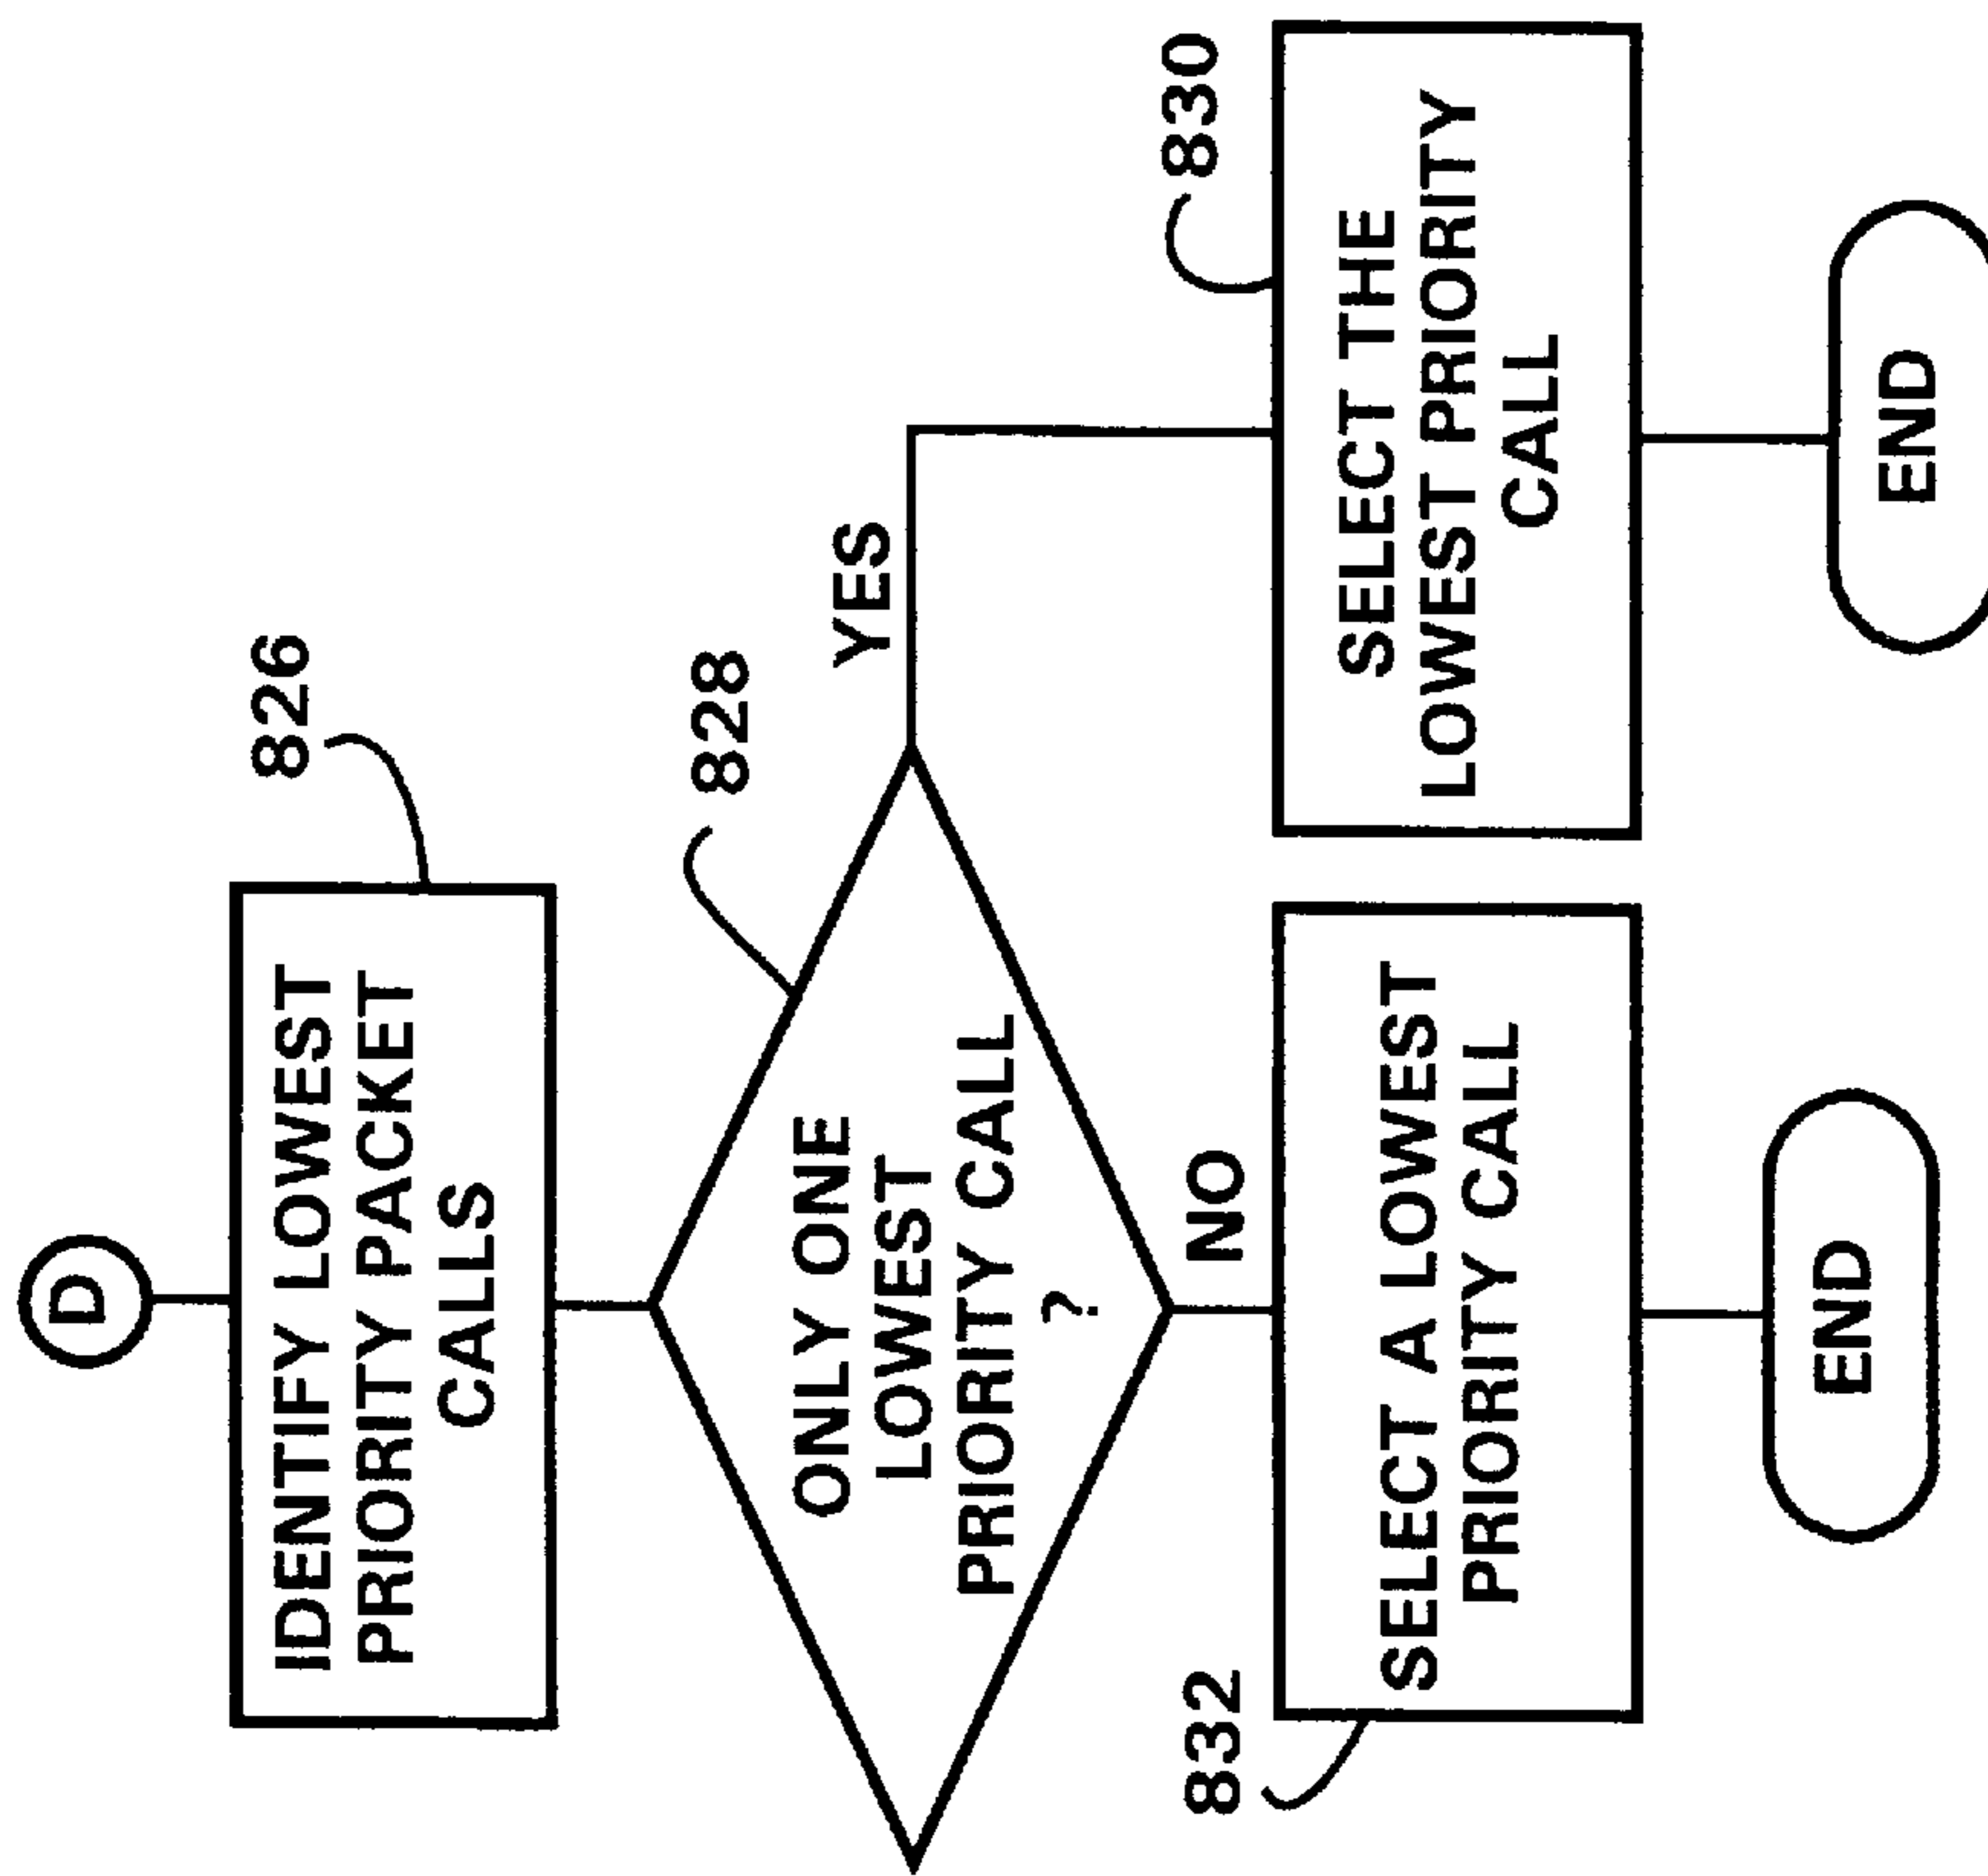 D
826
IDENTIFY LOWEST
PRIORITY PACKET
CALLS
828
ONLY ONE
LOWEST
PRIORITY CALL
?
YES
NO
830
SELECT THE
LOWEST PRIORITY
CALL
END
832
SELECT A LOWEST
PRIORITY CALL
END